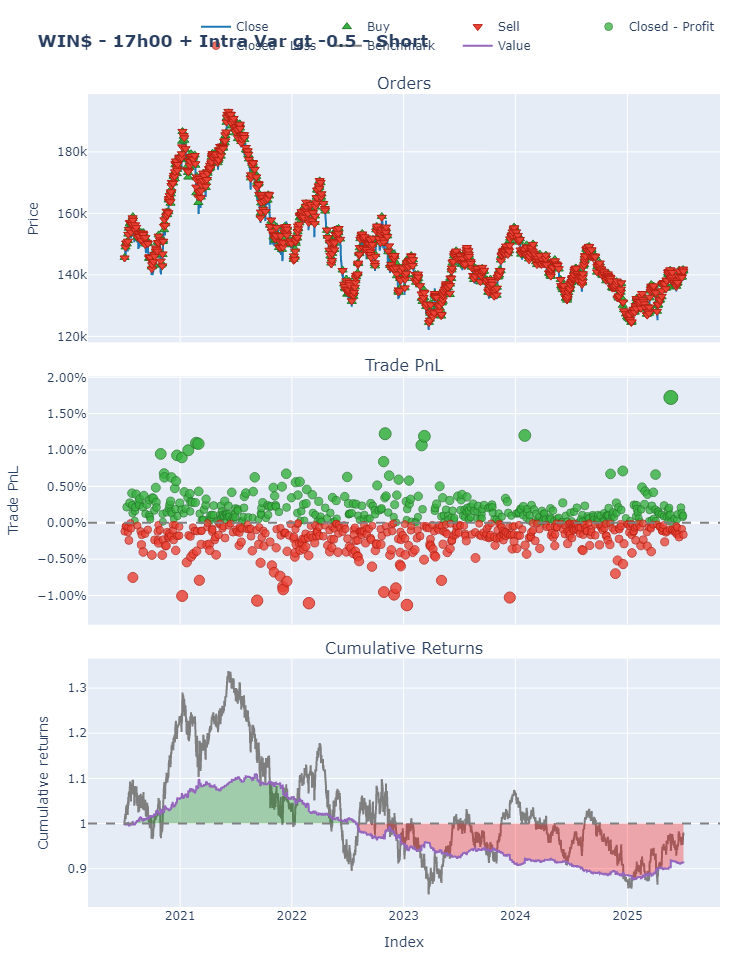 Close Buy Sell Closed - Profit
WIN$ - 17h00 + Intra Var gt -0.5 - Short
Closed - Loss Benchmark Value
Orders
180k
160k
140k
120k
Price
Trade PnL
2.00%
1.50%
1.00%
0.50%
0.00%
−0.50%
−1.00%
Trade PnL
Cumulative Returns
1.3
1.2
1.1
1
0.9
Cumulative returns
2021 2022 2023 2024 2025
Index